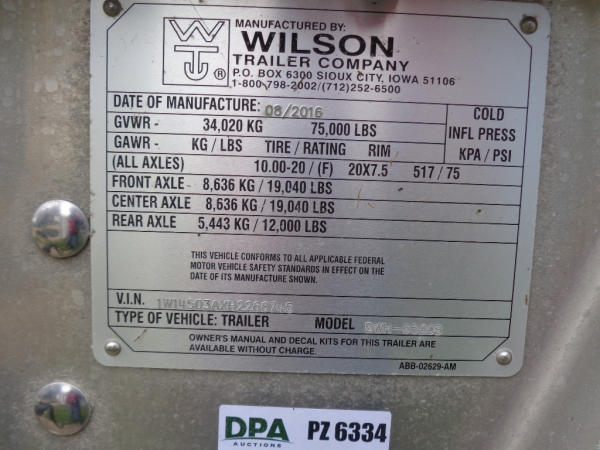 MANUFACTURED BY:
WILSON
TRAILER COMPANY
P.O. BOX 6300 SIOUX CITY, IOWA 51106
1-800-798-2002/(712)252-6500
WT ®
DATE OF MANUFACTURE: 08/2016 COLD
GVWR - 34,020 KG 75,000 LBS INFL PRESS
GAWR - KG / LBS TIRE / RATING RIM KPA / PSI
(ALL AXLES) 10.00-20 / (F) 20X7.5 517 / 75
FRONT AXLE - 8,636 KG / 19,040 LBS
CENTER AXLE - 8,636 KG / 19,040 LBS
REAR AXLE - 5,443 KG / 12,000 LBS
THIS VEHICLE CONFORMS TO ALL APPLICABLE FEDERAL
MOTOR VEHICLE SAFETY STANDARDS IN EFFECT ON THE
DATE OF ITS MANUFACTURE SHOWN.
V.I.N.
TYPE OF VEHICLE: TRAILER MODEL
OWNER'S MANUAL AND DECAL KITS FOR THIS TRAILER ARE
AVAILABLE WITHOUT CHARGE.
ABB-02629-AM
DPA
AUCTIONS
PZ 6334